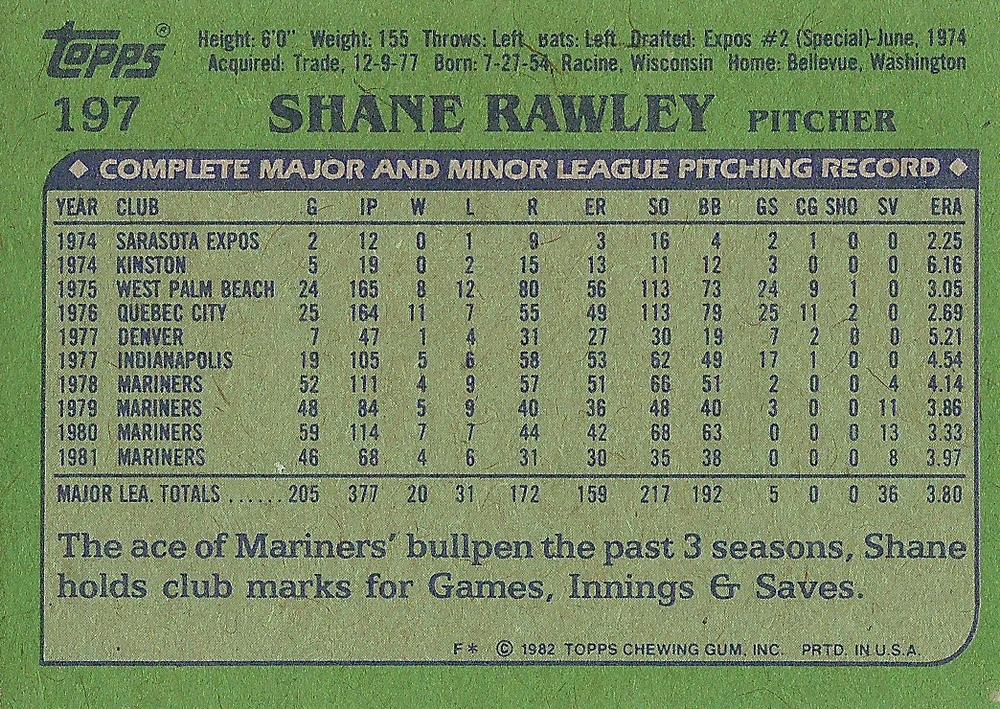 TOPPS® Height: 6'0" Weight: 155 Throws: Left Bats: Left Drafted: Expos #2 (Special)-June, 1974
Acquired: Trade, 12-9-77 Born: 7-27-54, Racine, Wisconsin Home: Bellevue, Washington
197 SHANE RAWLEY PITCHER
◆ COMPLETE MAJOR AND MINOR LEAGUE PITCHING RECORD ◆
YEAR CLUB G IP W L R ER SO BB GS CG SHO SV ERA
1974 SARASOTA EXPOS 2 12 0 1 9 3 16 4 2 1 0 0 2.25
1974 KINSTON 5 19 0 2 15 13 11 12 3 0 0 0 6.16
1975 WEST PALM BEACH 24 165 8 12 80 56 113 73 24 9 1 0 3.05
1976 QUEBEC CITY 25 164 11 7 55 49 113 79 25 11 2 0 2.69
1977 DENVER 7 47 1 4 31 27 30 19 7 2 0 0 5.21
1977 INDIANAPOLIS 19 105 5 6 58 53 62 49 17 1 0 0 4.54
1978 MARINERS 52 111 4 9 57 51 66 51 2 0 0 4 4.14
1979 MARINERS 48 84 5 9 40 36 48 40 3 0 0 11 3.86
1980 MARINERS 59 114 7 7 44 42 68 63 0 0 0 13 3.33
1981 MARINERS 46 68 4 6 31 30 35 38 0 0 0 8 3.97
MAJOR LEA. TOTALS ...... 205 377 20 31 172 159 217 192 5 0 0 36 3.80
The ace of Mariners' bullpen the past 3 seasons, Shane
holds club marks for Games, Innings & Saves.
F* © 1982 TOPPS CHEWING GUM, INC. PRTD. IN U.S.A.